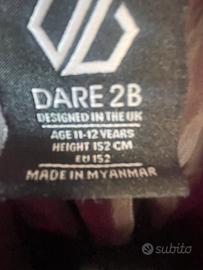 DARE 2B
DESIGNED IN THE UK
AGE 11-12 YEARS
HEIGHT 152 CM
EU 152
MADE IN MYANMAR
subito